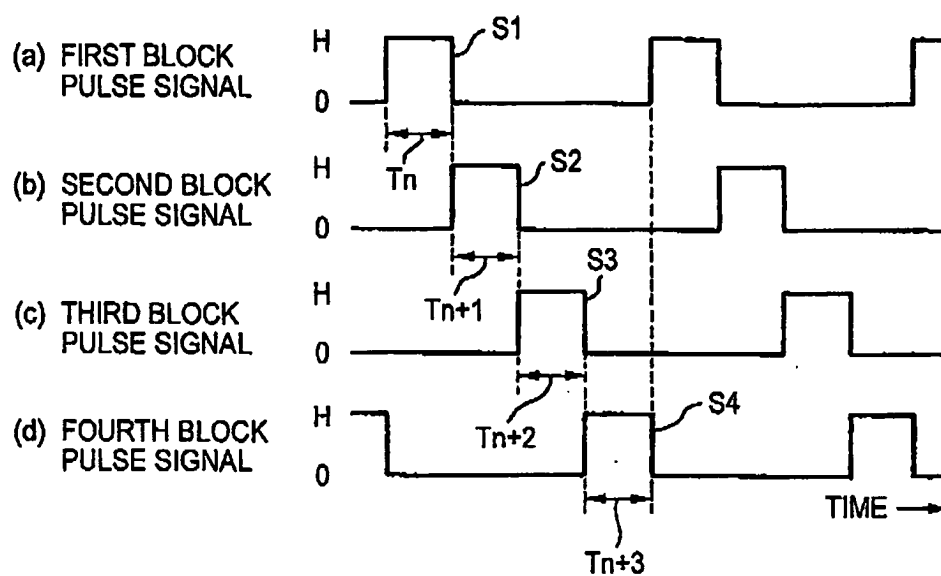 (a) FIRST BLOCK
PULSE SIGNAL
H
0
S1
Tn
(b) SECOND BLOCK
PULSE SIGNAL
H
0
S2
Tn+1
(c) THIRD BLOCK
PULSE SIGNAL
H
0
S3
Tn+2
(d) FOURTH BLOCK
PULSE SIGNAL
H
0
S4
Tn+3
TIME